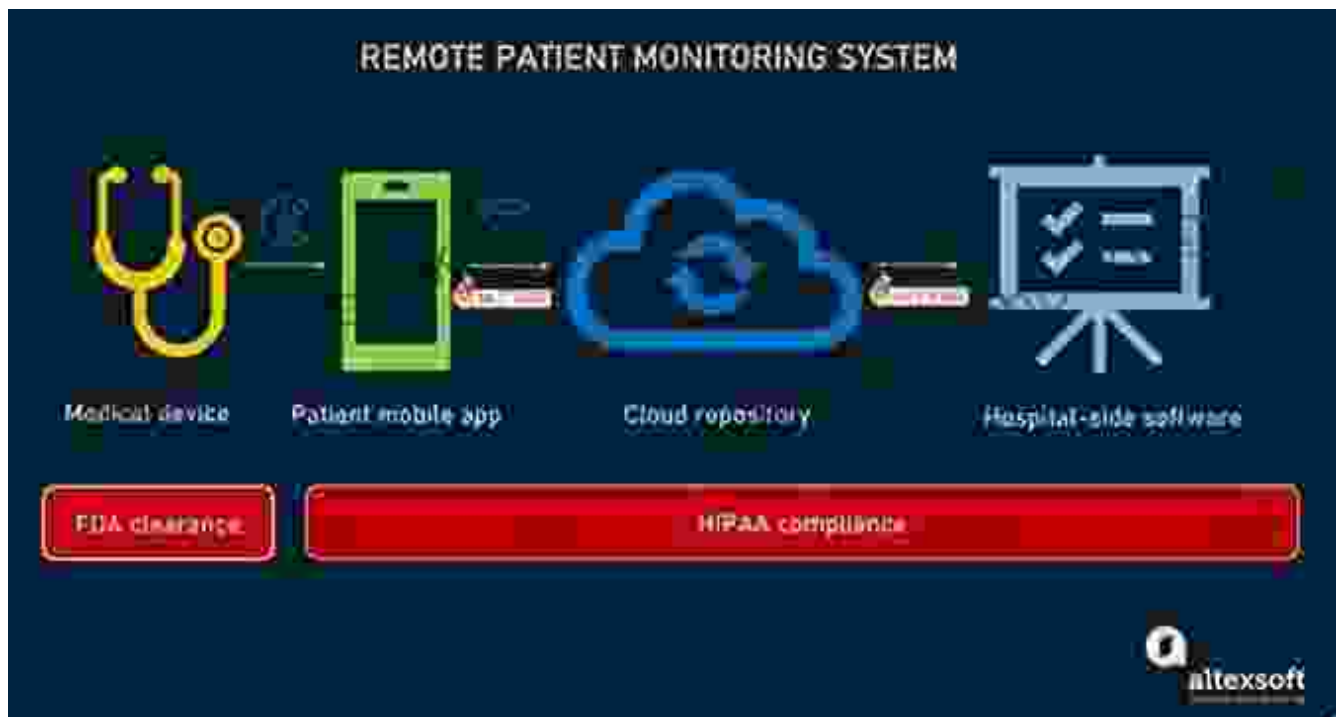 REMOTE PATIENT MONITORING SYSTEM
Medical device
Patient mobile app
Cloud repository
Hospital-side software
FDA clearance
HIPAA compliance
altexsoft